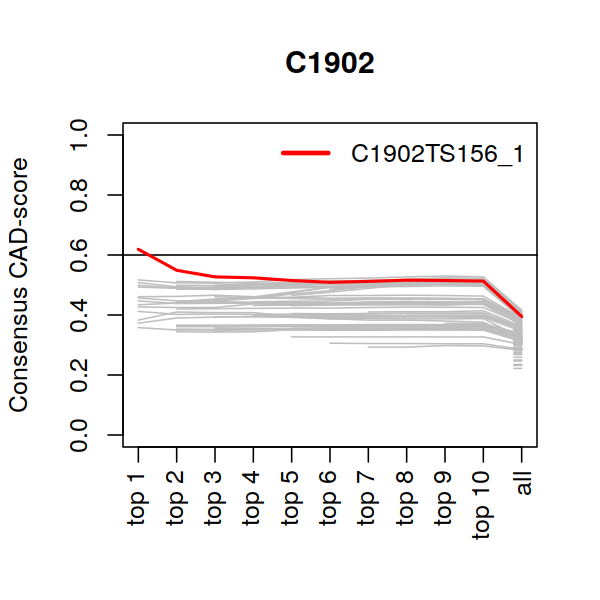 C1902
C1902TS156_1
Consensus CAD-score
1.0
0.8
0.6
0.4
0.2
0.0
top 1
top 2
top 3
top 4
top 5
top 6
top 7
top 8
top 9
top 10
all